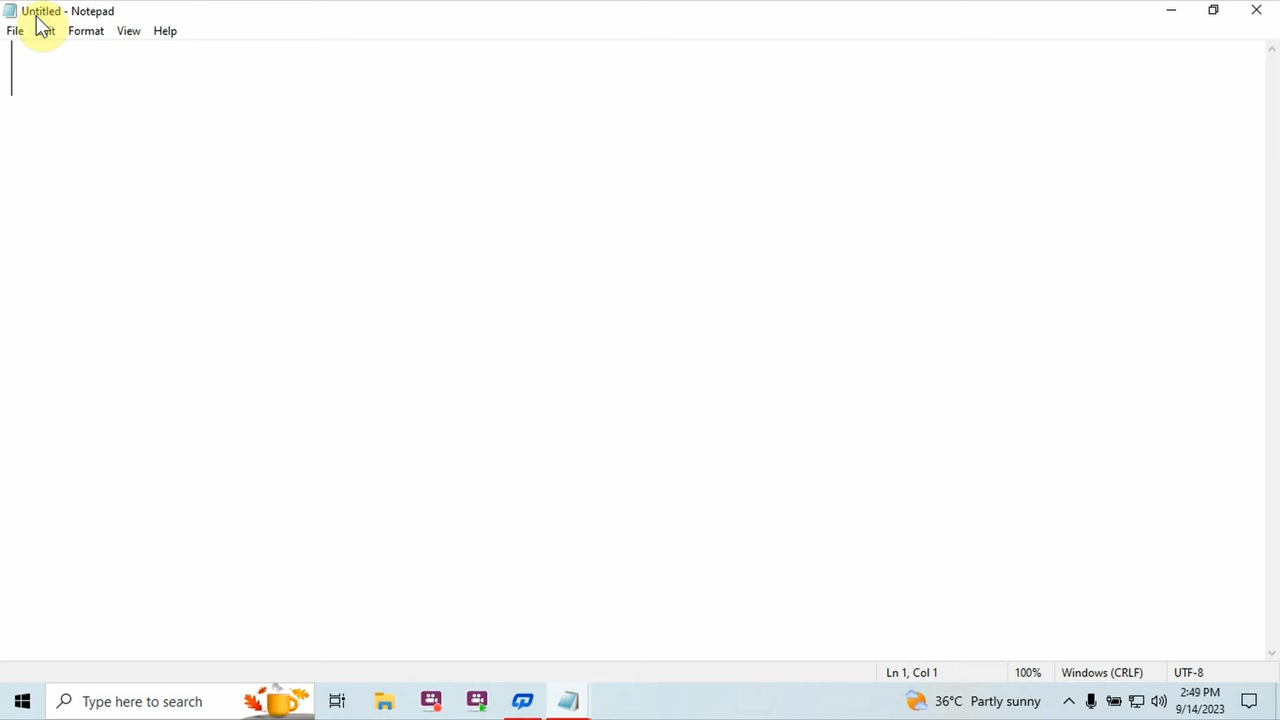 Untitled - Notepad
File Edit Format View Help
Ln 1, Col 1 100% Windows (CRLF) UTF-8
Type here to search 36°C Partly sunny 2:49 PM
9/14/2023